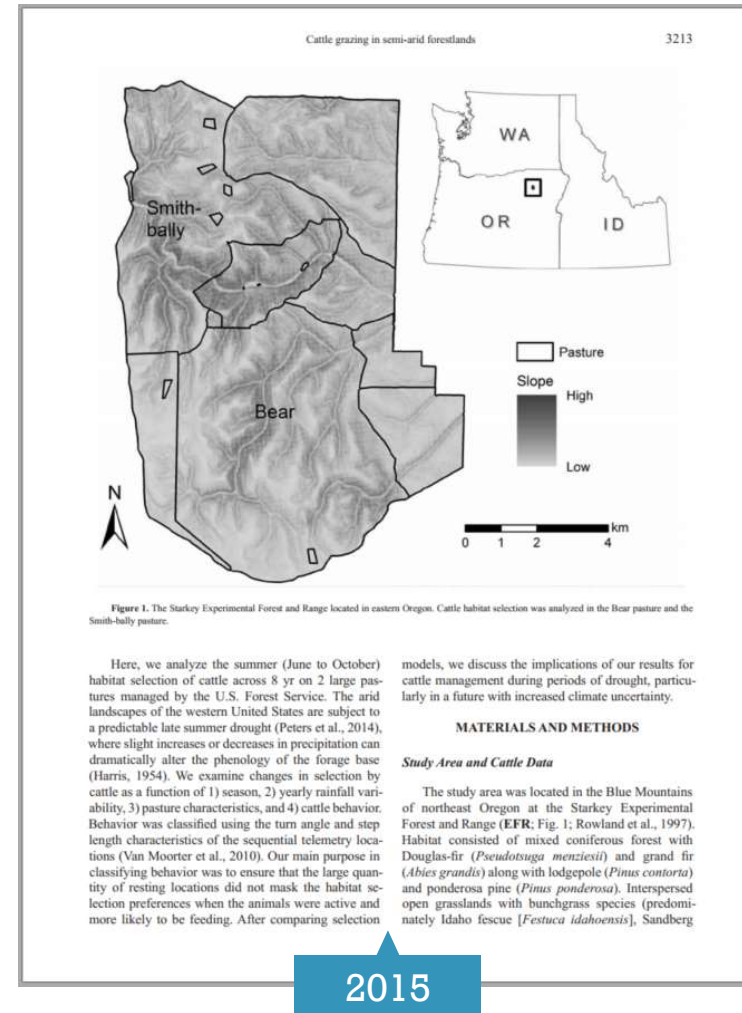 Cattle grazing in semi-arid forestlands
3213
WA
OR
ID
Smith-
bally
Bear
Pasture
Slope
High
Low
N
km
0 1 2 4
Figure 1. The Starkey Experimental Forest and Range located in eastern Oregon. Cattle habitat selection was analyzed in the Bear pasture and the
Smith-bally pasture.
Here, we analyze the summer (June to October)
habitat selection of cattle across 8 yr on 2 large pas-
tures managed by the U.S. Forest Service. The arid
landscapes of the western United States are subject to
a predictable late summer drought (Peters et al., 2014),
where slight increases or decreases in precipitation can
dramatically alter the phenology of the forage base
(Harris, 1954). We examine changes in selection by
cattle as a function of 1) season, 2) yearly rainfall vari-
ability, 3) pasture characteristics, and 4) cattle behavior.
Behavior was classified using the turn angle and step
length characteristics of the sequential telemetry loca-
tions (Van Moorter et al., 2010). Our main purpose in
classifying behavior was to ensure that the large quan-
tity of resting locations did not mask the habitat se-
lection preferences when the animals were active and
more likely to be feeding. After comparing selection
models, we discuss the implications of our results for
cattle management during periods of drought, particu-
larly in a future with increased climate uncertainty.
MATERIALS AND METHODS
Study Area and Cattle Data
The study area was located in the Blue Mountains
of northeast Oregon at the Starkey Experimental
Forest and Range (EFR; Fig. 1; Rowland et al., 1997).
Habitat consisted of mixed coniferous forest with
Douglas-fir (Pseudotsuga menziesii) and grand fir
(Abies grandis) along with lodgepole (Pinus contorta)
and ponderosa pine (Pinus ponderosa). Interspersed
open grasslands with bunchgrass species (predomi-
nately Idaho fescue [Festuca idahoensis], Sandberg
2015